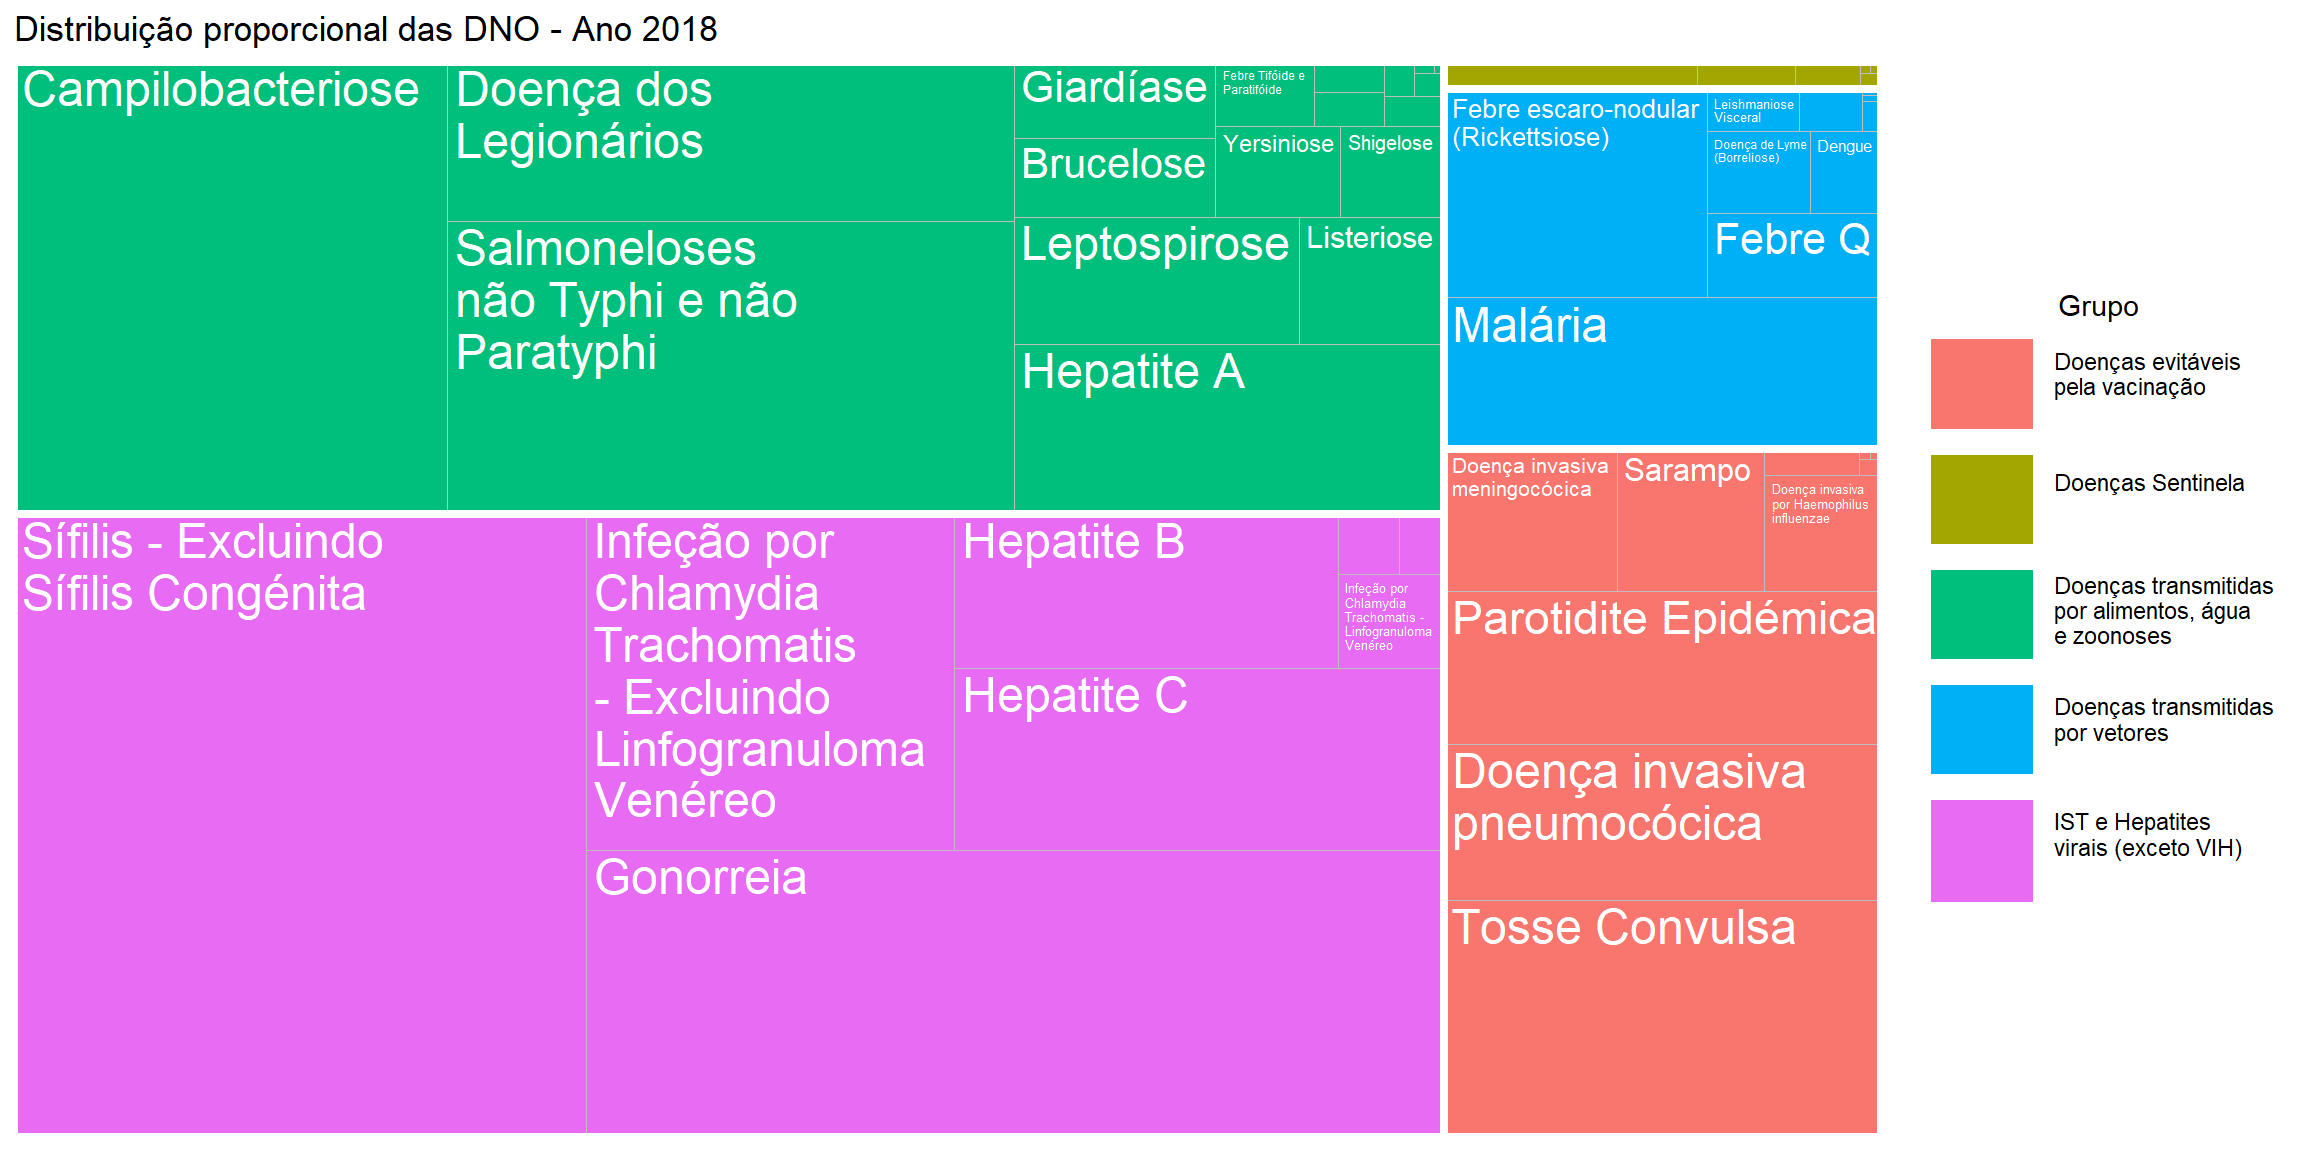 Distribuição proporcional das DNO - Ano 2018
Campilobacteriose
Doença dos
Legionários
Salmoneloses
não Typhi e não
Paratyphi
Giardíase
Brucelose
Febre Tifóide e
Paratifóide
Yersiniose
Shigelose
Leptospirose
Listeriose
Hepatite A
Sífilis - Excluindo
Sífilis Congénita
Infeção por
Chlamydia
Trachomatis
- Excluindo
Linfogranuloma
Venéreo
Hepatite B
Infeção por
Chlamydia
Trachomatis -
Linfogranuloma
Venéreo
Hepatite C
Gonorreia
Febre escaro-nodular
(Rickettsiose)
Leishmaniose
Visceral
Doença de Lyme
(Borreliose)
Dengue
Febre Q
Malária
Doença invasiva
meningocócica
Sarampo
Doença invasiva
por Haemophilus
influenzae
Parotidite Epidémica
Doença invasiva
pneumocócica
Tosse Convulsa
Grupo
Doenças evitáveis
pela vacinação
Doenças Sentinela
Doenças transmitidas
por alimentos, água
e zoonoses
Doenças transmitidas
por vetores
IST e Hepatites
virais (exceto VIH)